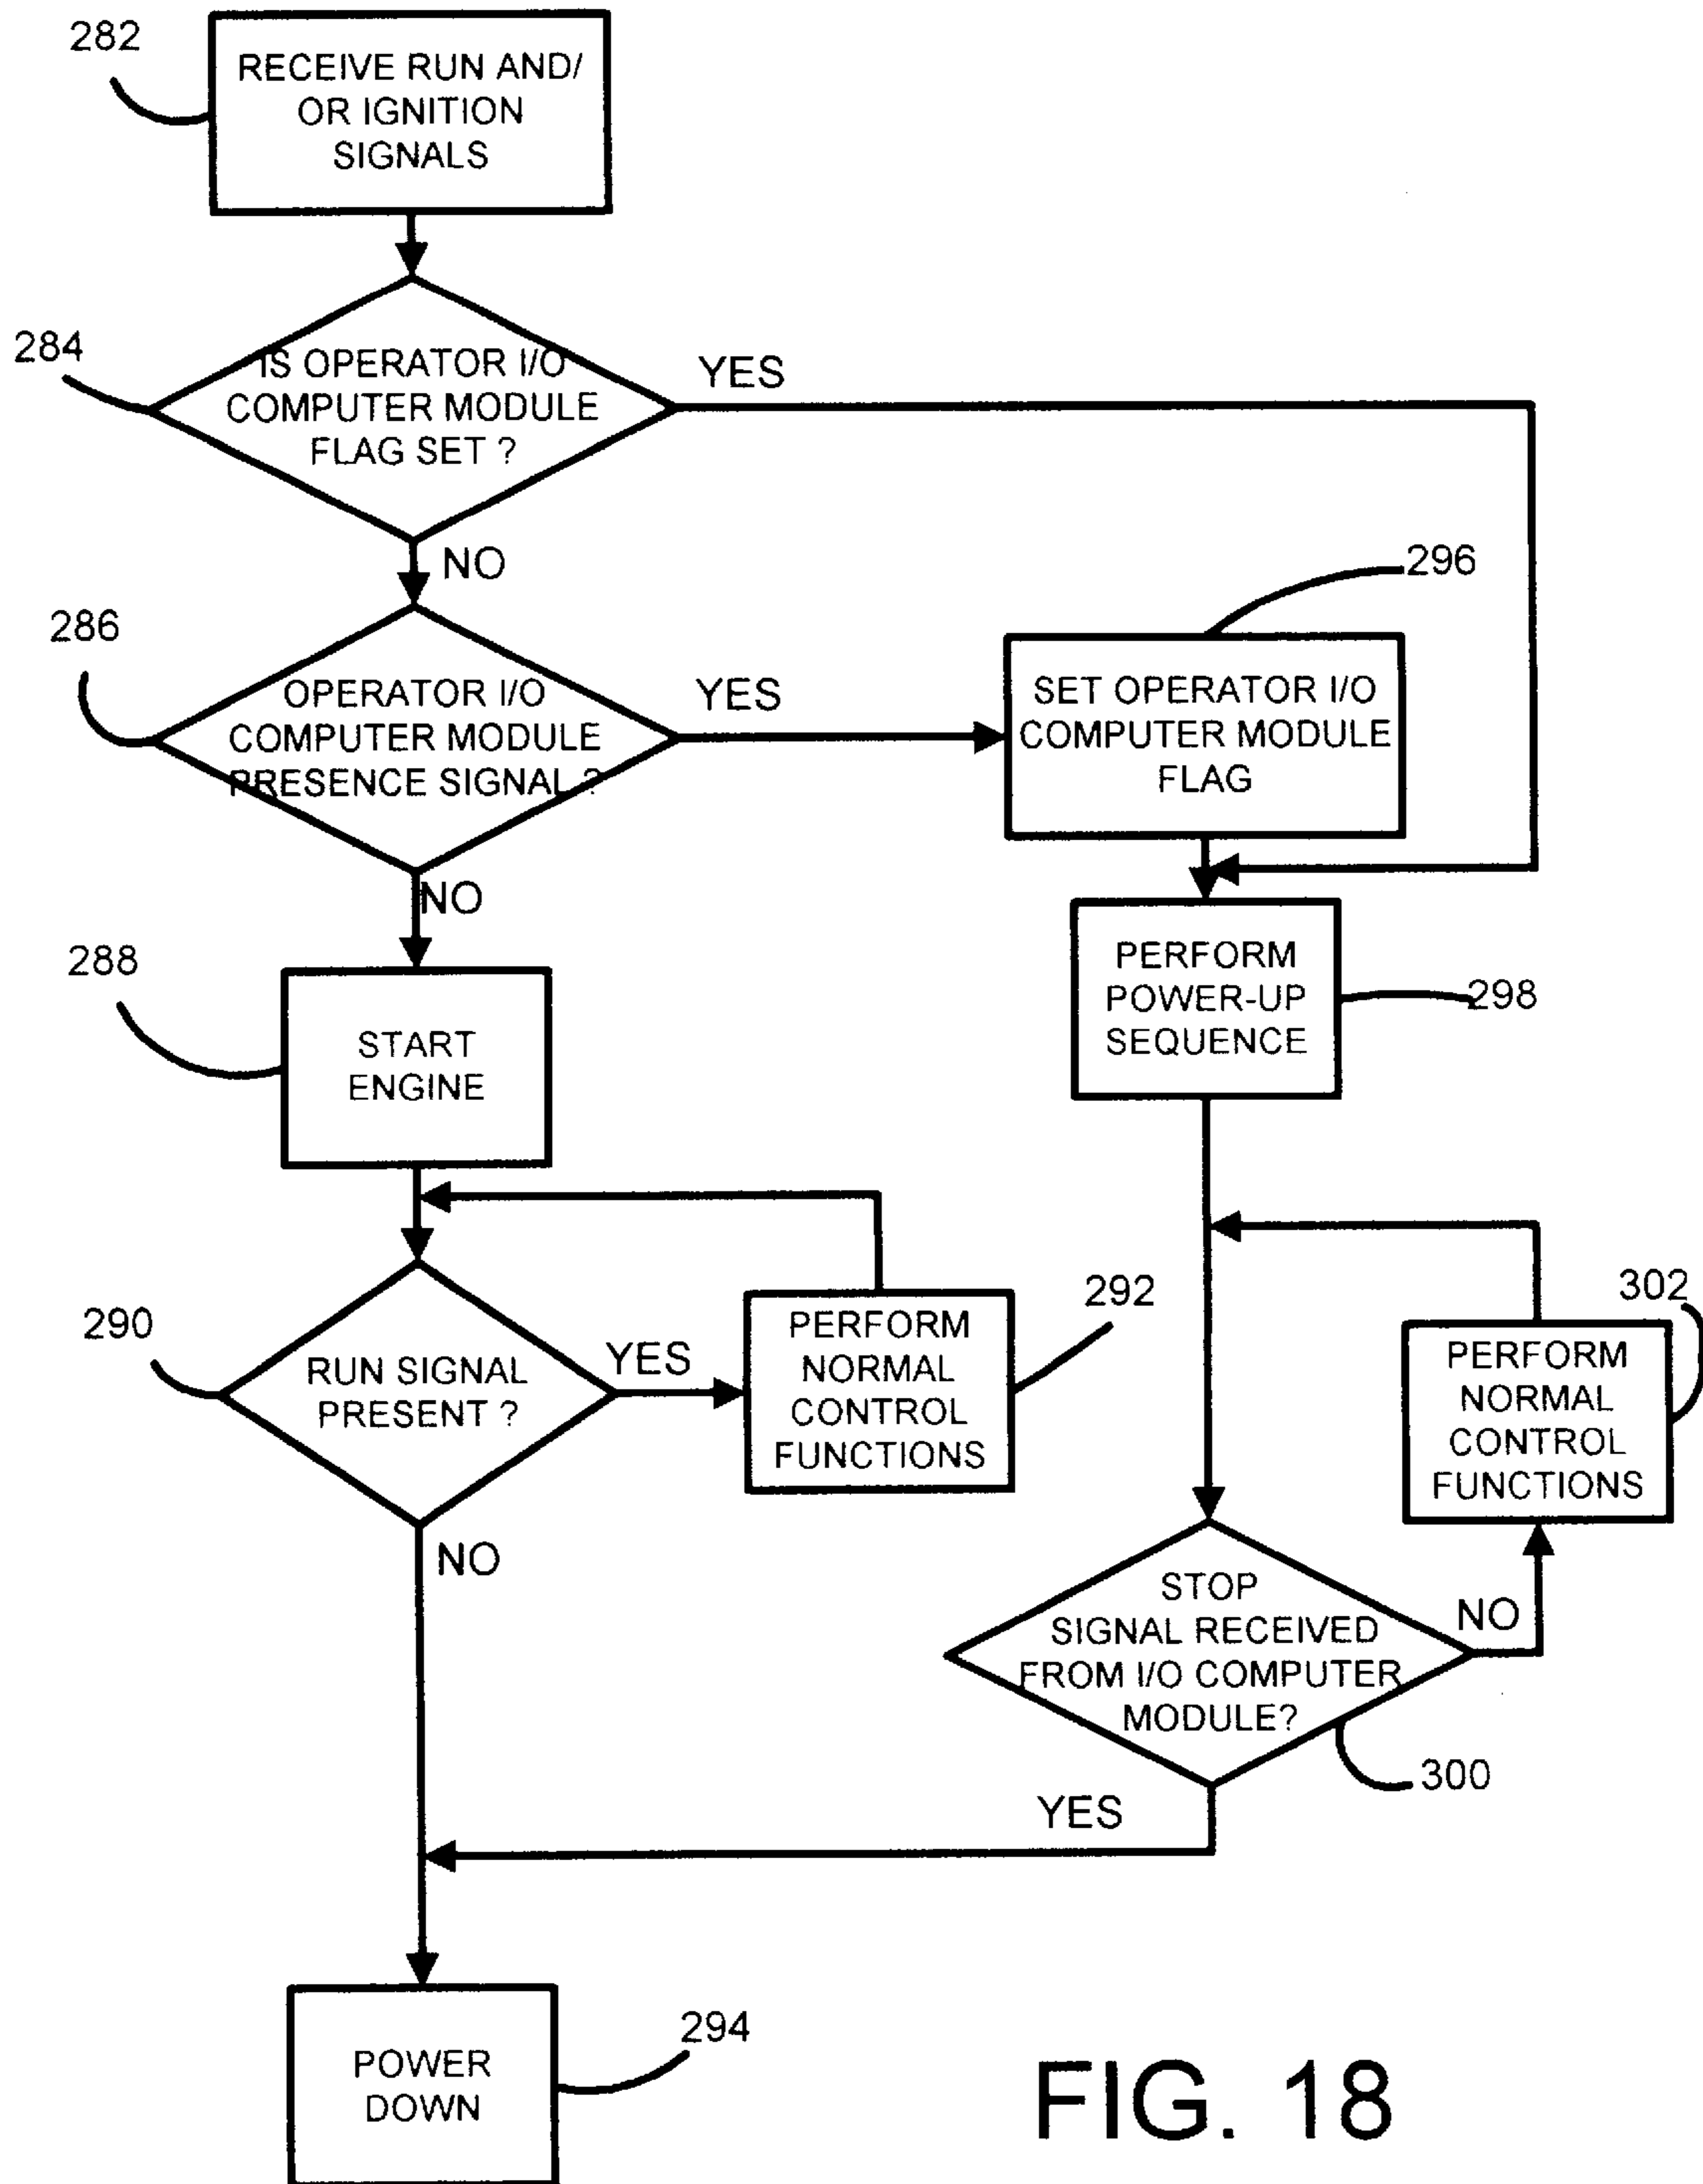 282
RECEIVE RUN AND/
OR IGNITION
SIGNALS
284
IS OPERATOR I/O
COMPUTER MODULE
FLAG SET ?
YES
NO
286
OPERATOR I/O
COMPUTER MODULE
PRESENCE SIGNAL ?
YES
NO
296
SET OPERATOR I/O
COMPUTER MODULE
FLAG
288
START
ENGINE
PERFORM
POWER-UP
SEQUENCE
298
290
RUN SIGNAL
PRESENT ?
YES
NO
PERFORM
NORMAL
CONTROL
FUNCTIONS
292
302
PERFORM
NORMAL
CONTROL
FUNCTIONS
STOP
SIGNAL RECEIVED
FROM I/O COMPUTER
MODULE?
NO
300
YES
POWER
DOWN
294
FIG. 18